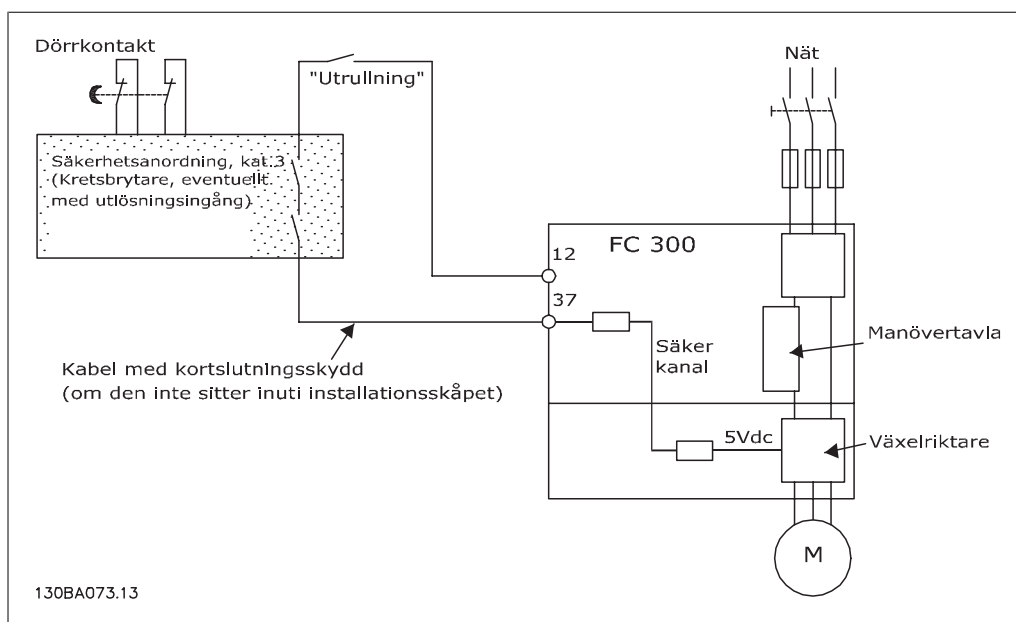 Dörrkontakt
"Utrullning"
Nät
Säkerhetsanordning, kat.3
(Kretsbrytare, eventuellt
med utlösningsingång)
FC 300
12
37
Säker
kanal
Manövertavla
Kabel med kortslutningsskydd
(om den inte sitter inuti installationsskåpet)
5Vdc
Växelriktare
M
130BA073.13